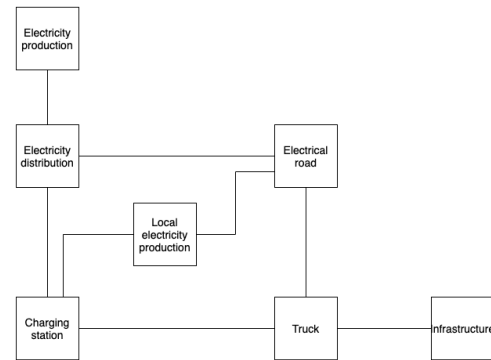 Electricity
production
Electricity
distribution
Electrical
road
Local
electricity
production
Charging
station
Truck
Infrastructure